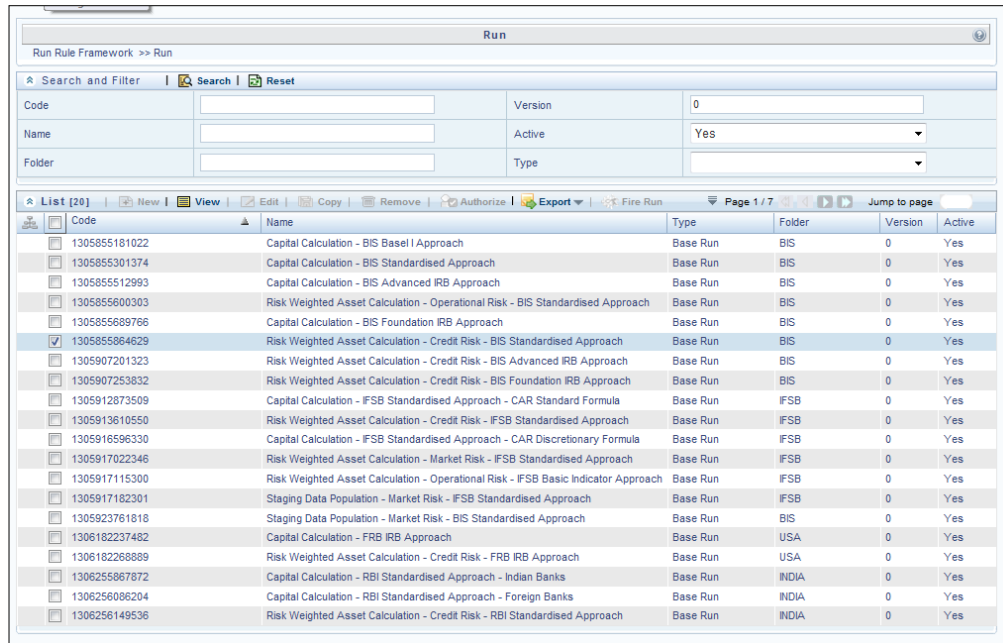 Run
Run Rule Framework >> Run
Search and Filter | Search | Reset
Code Version 0
Name Active Yes
Folder Type
List [20] | New | View | Edit | Copy | Remove | Authorize | Export | Fire Run Page 1 / 7 Jump to page
Code Name Type Folder Version Active
1305855181022 Capital Calculation - BIS Basel I Approach Base Run BIS 0 Yes
1305855301374 Capital Calculation - BIS Standardised Approach Base Run BIS 0 Yes
1305855512993 Capital Calculation - BIS Advanced IRB Approach Base Run BIS 0 Yes
1305855600303 Risk Weighted Asset Calculation - Operational Risk - BIS Standardised Approach Base Run BIS 0 Yes
1305855689766 Capital Calculation - BIS Foundation IRB Approach Base Run BIS 0 Yes
1305855864629 Risk Weighted Asset Calculation - Credit Risk - BIS Standardised Approach Base Run BIS 0 Yes
1305907201323 Risk Weighted Asset Calculation - Credit Risk - BIS Advanced IRB Approach Base Run BIS 0 Yes
1305907253832 Risk Weighted Asset Calculation - Credit Risk - BIS Foundation IRB Approach Base Run BIS 0 Yes
1305912873509 Capital Calculation - IFSB Standardised Approach - CAR Standard Formula Base Run IFSB 0 Yes
1305913610550 Risk Weighted Asset Calculation - Credit Risk - IFSB Standardised Approach Base Run IFSB 0 Yes
1305916596330 Capital Calculation - IFSB Standardised Approach - CAR Discretionary Formula Base Run IFSB 0 Yes
1305917022346 Risk Weighted Asset Calculation - Market Risk - IFSB Standardised Approach Base Run IFSB 0 Yes
1305917115300 Risk Weighted Asset Calculation - Operational Risk - IFSB Basic Indicator Approach Base Run IFSB 0 Yes
1305917182301 Staging Data Population - Market Risk - IFSB Standardised Approach Base Run IFSB 0 Yes
1305923761818 Staging Data Population - Market Risk - BIS Standardised Approach Base Run BIS 0 Yes
1306182237482 Capital Calculation - FRB IRB Approach Base Run USA 0 Yes
1306182268889 Risk Weighted Asset Calculation - Credit Risk - FRB IRB Approach Base Run USA 0 Yes
1306255867872 Capital Calculation - RBI Standardised Approach - Indian Banks Base Run INDIA 0 Yes
1306256086204 Capital Calculation - RBI Standardised Approach - Foreign Banks Base Run INDIA 0 Yes
1306256149536 Risk Weighted Asset Calculation - Credit Risk - RBI Standardised Approach Base Run INDIA 0 Yes